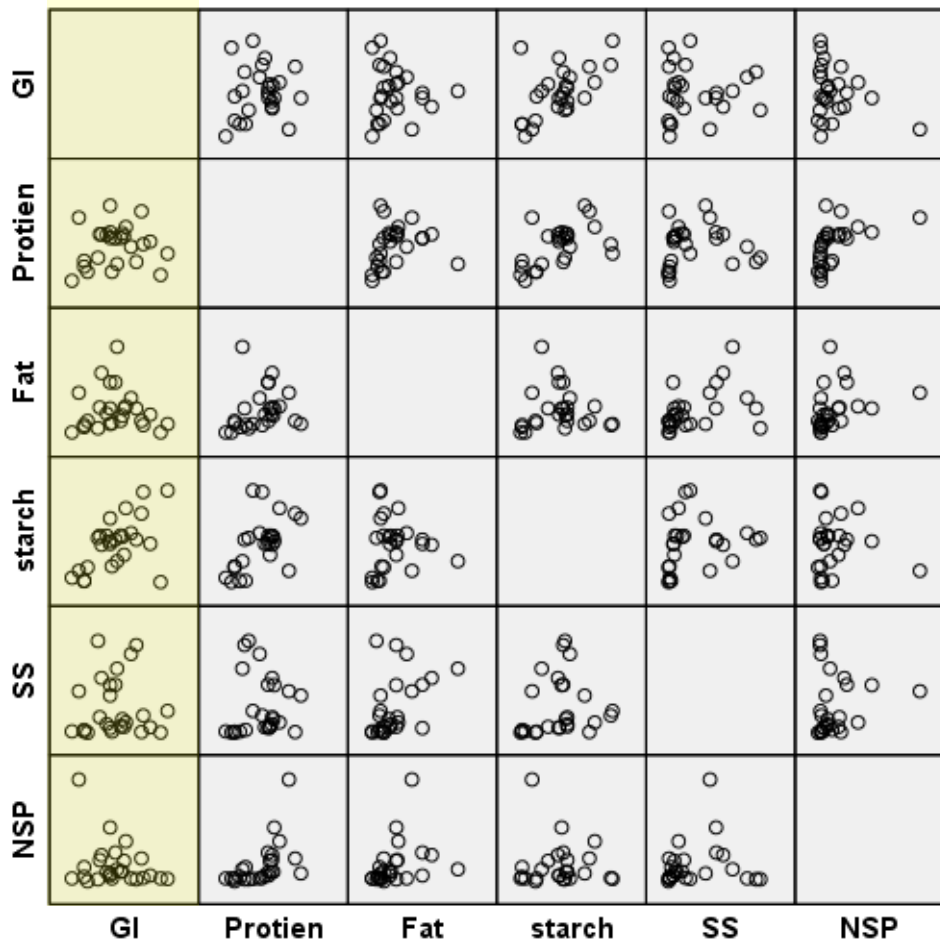 GI
Protien
Fat
starch
SS
NSP
GI Protien Fat starch SS NSP